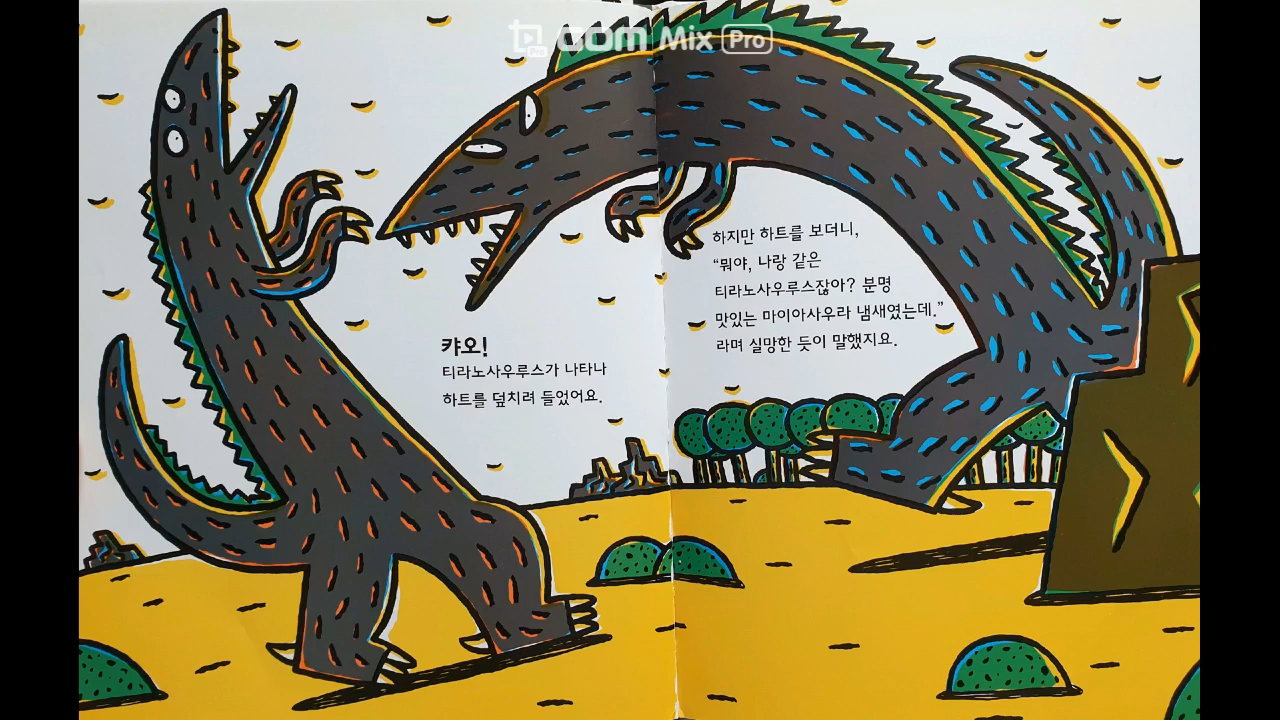 GOM Mix Pro
캬오!
티라노사우루스가 나타나
하트를 덮치려 들었어요.
하지만 하트를 보더니,
“뭐야, 나랑 같은
티라노사우루스잖아? 분명
맛있는 마이아사우라 냄새였는데.”
라며 실망한 듯이 말했지요.